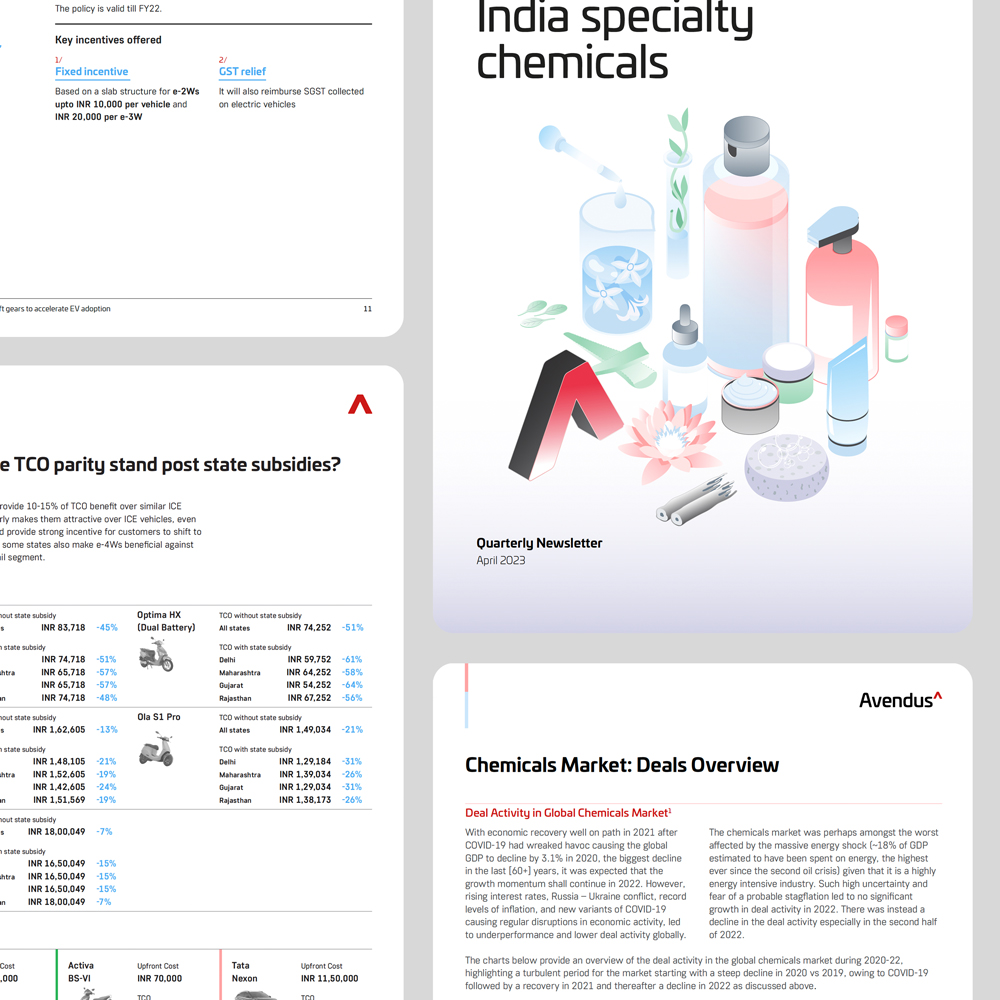 The policy is valid till FY22.
Key incentives offered
1/
Fixed incentive
Based on a slab structure for e-2Ws
upto INR 10,000 per vehicle and
INR 20,000 per e-3W
2/
GST relief
It will also reimburse SGST collected
on electric vehicles
gears to accelerate EV adoption
11
TCO parity stand post state subsidies?
10-15% of TCO benefit over similar ICE
makes them attractive over ICE vehicles, even
provide strong incentive for customers to shift to
some states also make e-4Ws beneficial against
segment.
state subsidy
INR 83,718 -45%
state subsidy
INR 74,718 -51%
INR 65,718 -57%
INR 65,718 -57%
INR 74,718 -48%
Optima HX
(Dual Battery)
TCO without state subsidy
All states INR 74,252 -51%
TCO with state subsidy
Delhi INR 59,752 -61%
Maharashtra INR 64,252 -58%
Gujarat INR 54,252 -64%
Rajasthan INR 67,252 -56%
state subsidy
INR 1,62,605 -13%
state subsidy
INR 1,48,105 -21%
INR 1,52,605 -19%
INR 1,42,605 -24%
INR 1,51,569 -19%
Ola S1 Pro
TCO without state subsidy
All states INR 1,49,034 -21%
TCO with state subsidy
Delhi INR 1,29,184 -31%
Maharashtra INR 1,39,034 -26%
Gujarat INR 1,29,034 -31%
Rajasthan INR 1,38,173 -26%
state subsidy
INR 18,00,049 -7%
state subsidy
INR 16,50,049 -15%
INR 16,50,049 -15%
INR 16,50,049 -15%
INR 18,00,049 -7%
Cost
Activa
BS-VI
Upfront Cost
INR 70,000
TCO
Tata
Nexon
Upfront Cost
INR 11,50,000
TCO
India specialty
chemicals
Quarterly Newsletter
April 2023
Avendus
Chemicals Market: Deals Overview
Deal Activity in Global Chemicals Market¹
With economic recovery well on path in 2021 after
COVID-19 had wreaked havoc causing the global
GDP to decline by 3.1% in 2020, the biggest decline
in the last [60+] years, it was expected that the
growth momentum shall continue in 2022. However,
rising interest rates, Russia – Ukraine conflict, record
levels of inflation, and new variants of COVID-19
causing regular disruptions in economic activity, led
to underperformance and lower deal activity globally.
The chemicals market was perhaps amongst the worst
affected by the massive energy shock (~18% of GDP
estimated to have been spent on energy, the highest
ever since the second oil crisis) given that it is a highly
energy intensive industry. Such high uncertainty and
fear of a probable stagflation led to no significant
growth in deal activity in 2022. There was instead a
decline in the deal activity especially in the second half
of 2022.
The charts below provide an overview of the deal activity in the global chemicals market during 2020-22,
highlighting a turbulent period for the market starting with a steep decline in 2020 vs 2019, owing to COVID-19
followed by a recovery in 2021 and thereafter a decline in 2022 as discussed above.